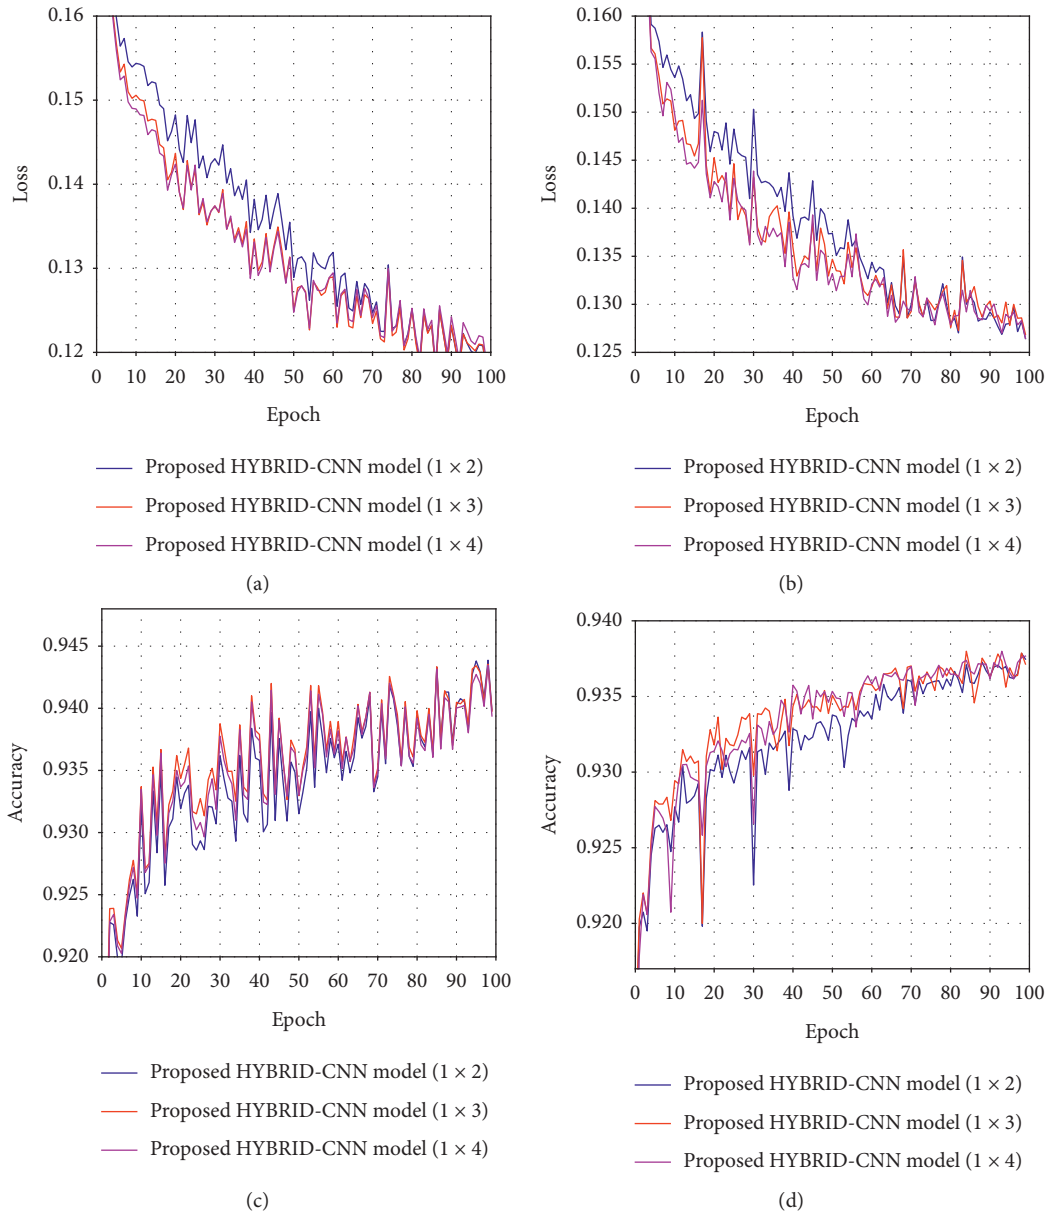 0.16
0.15
0.14
0.13
0.12
Loss
0 10 20 30 40 50 60 70 80 90 100
Epoch
Proposed HYBRID-CNN model (1 × 2)
Proposed HYBRID-CNN model (1 × 3)
Proposed HYBRID-CNN model (1 × 4)
(a)
0.160
0.155
0.150
0.145
0.140
0.135
0.130
0.125
Loss
0 10 20 30 40 50 60 70 80 90 100
Epoch
Proposed HYBRID-CNN model (1 × 2)
Proposed HYBRID-CNN model (1 × 3)
Proposed HYBRID-CNN model (1 × 4)
(b)
0.945
0.940
0.935
0.930
0.925
0.920
Accuracy
0 10 20 30 40 50 60 70 80 90 100
Epoch
Proposed HYBRID-CNN model (1 × 2)
Proposed HYBRID-CNN model (1 × 3)
Proposed HYBRID-CNN model (1 × 4)
(c)
0.940
0.935
0.930
0.925
0.920
Accuracy
0 10 20 30 40 50 60 70 80 90 100
Epoch
Proposed HYBRID-CNN model (1 × 2)
Proposed HYBRID-CNN model (1 × 3)
Proposed HYBRID-CNN model (1 × 4)
(d)